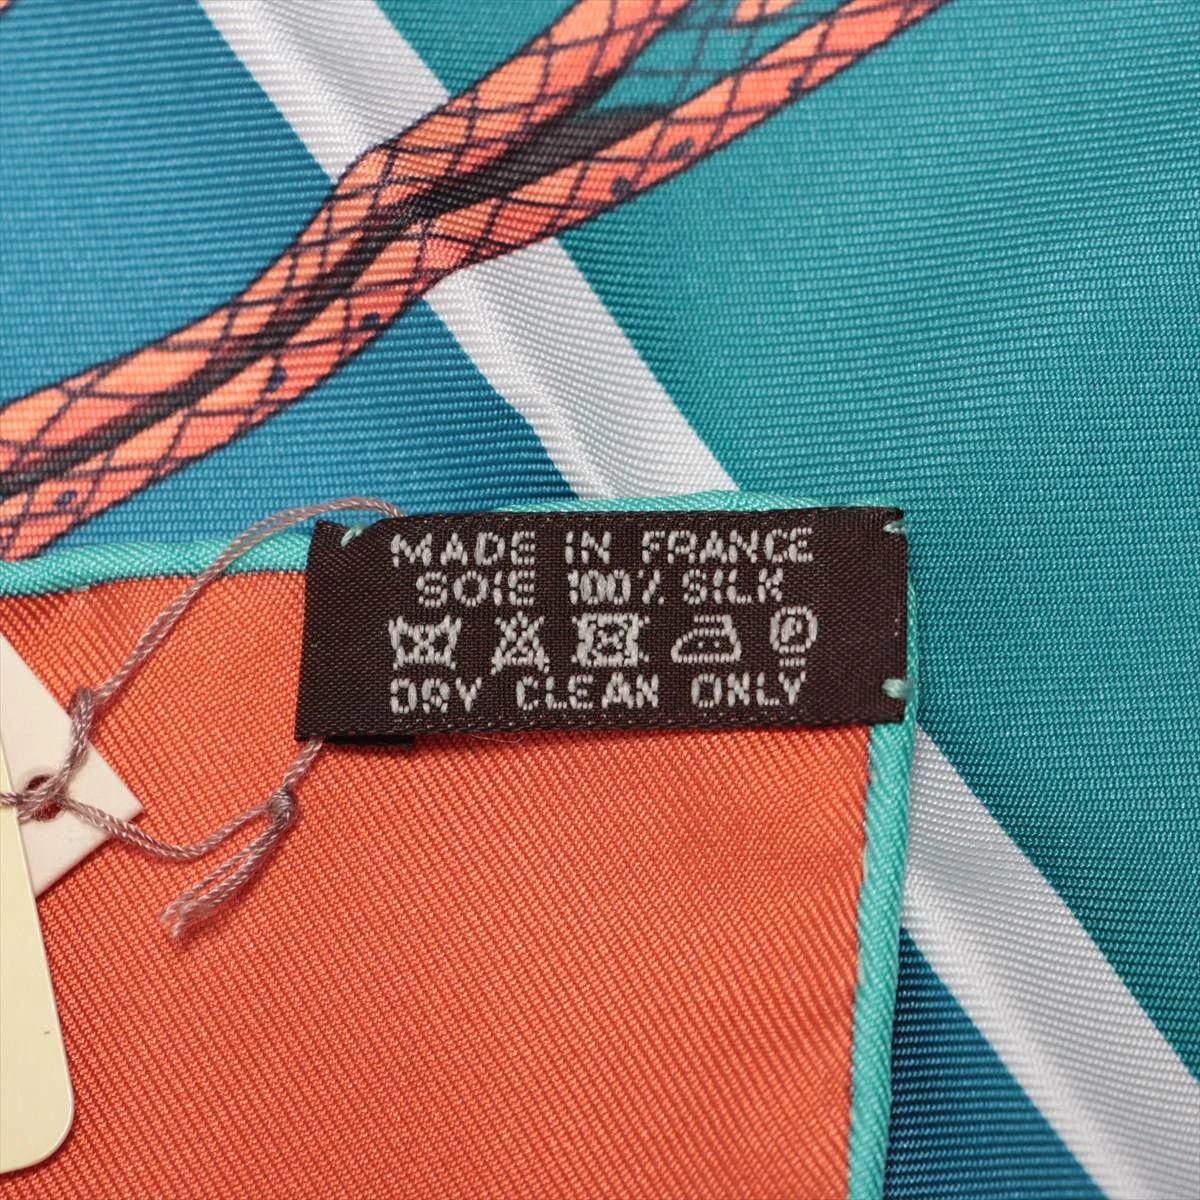 MADE IN FRANCE
SOIE 100% SILK
P
DRY CLEAN ONLY